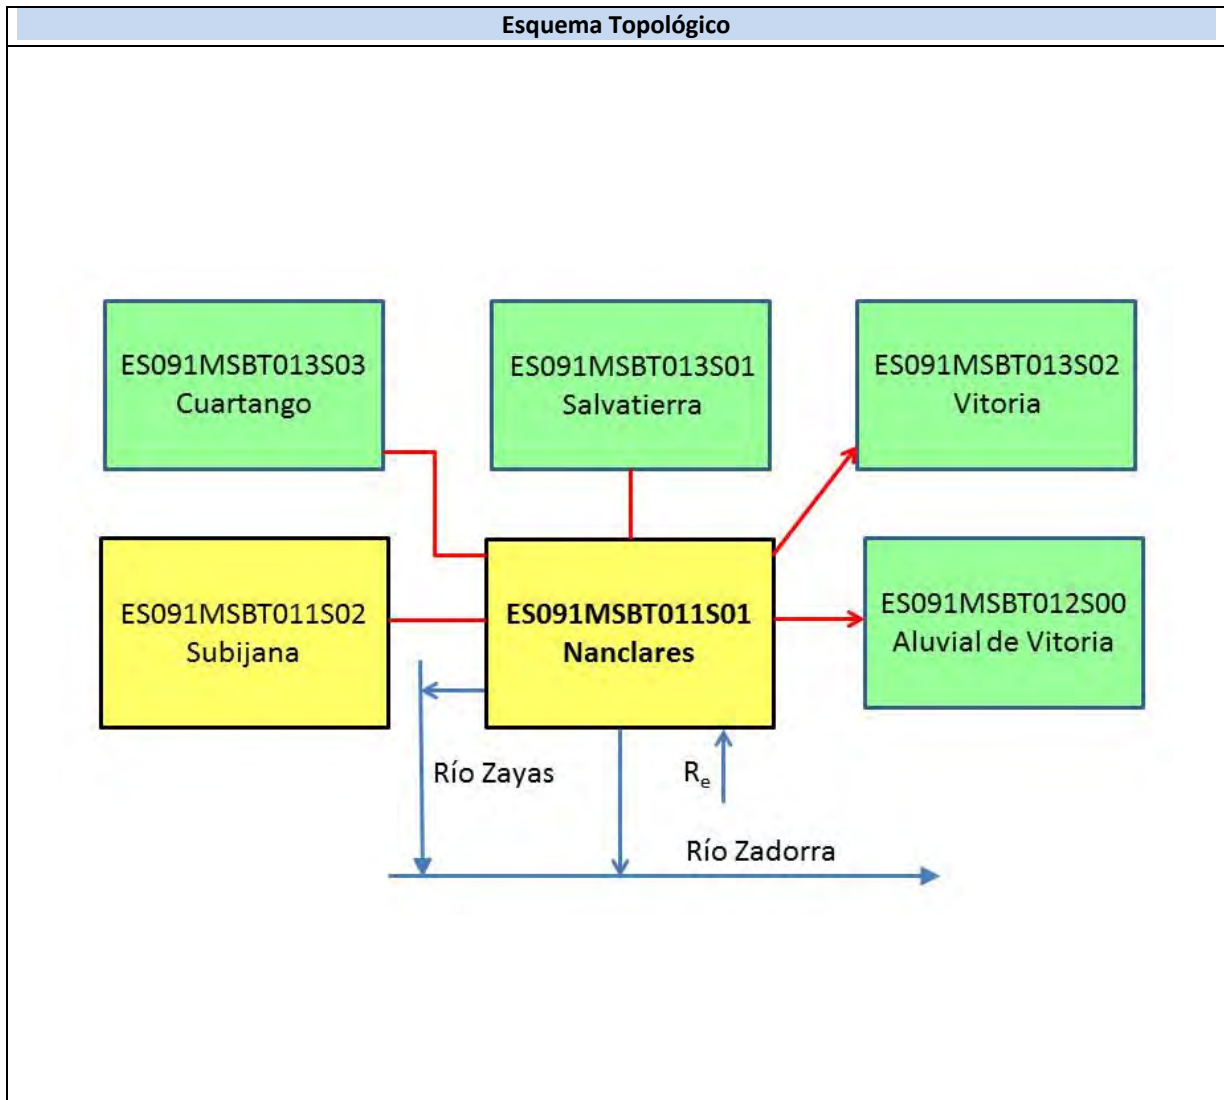 Esquema Topológico
ES091MSBT013S03
Cuartango
ES091MSBT013S01
Salvatierra
ES091MSBT013S02
Vitoria
ES091MSBT011S02
Subijana
ES091MSBT011S01
Nanclares
ES091MSBT012S00
Aluvial de Vitoria
Río Zayas
Re
Río Zadorra